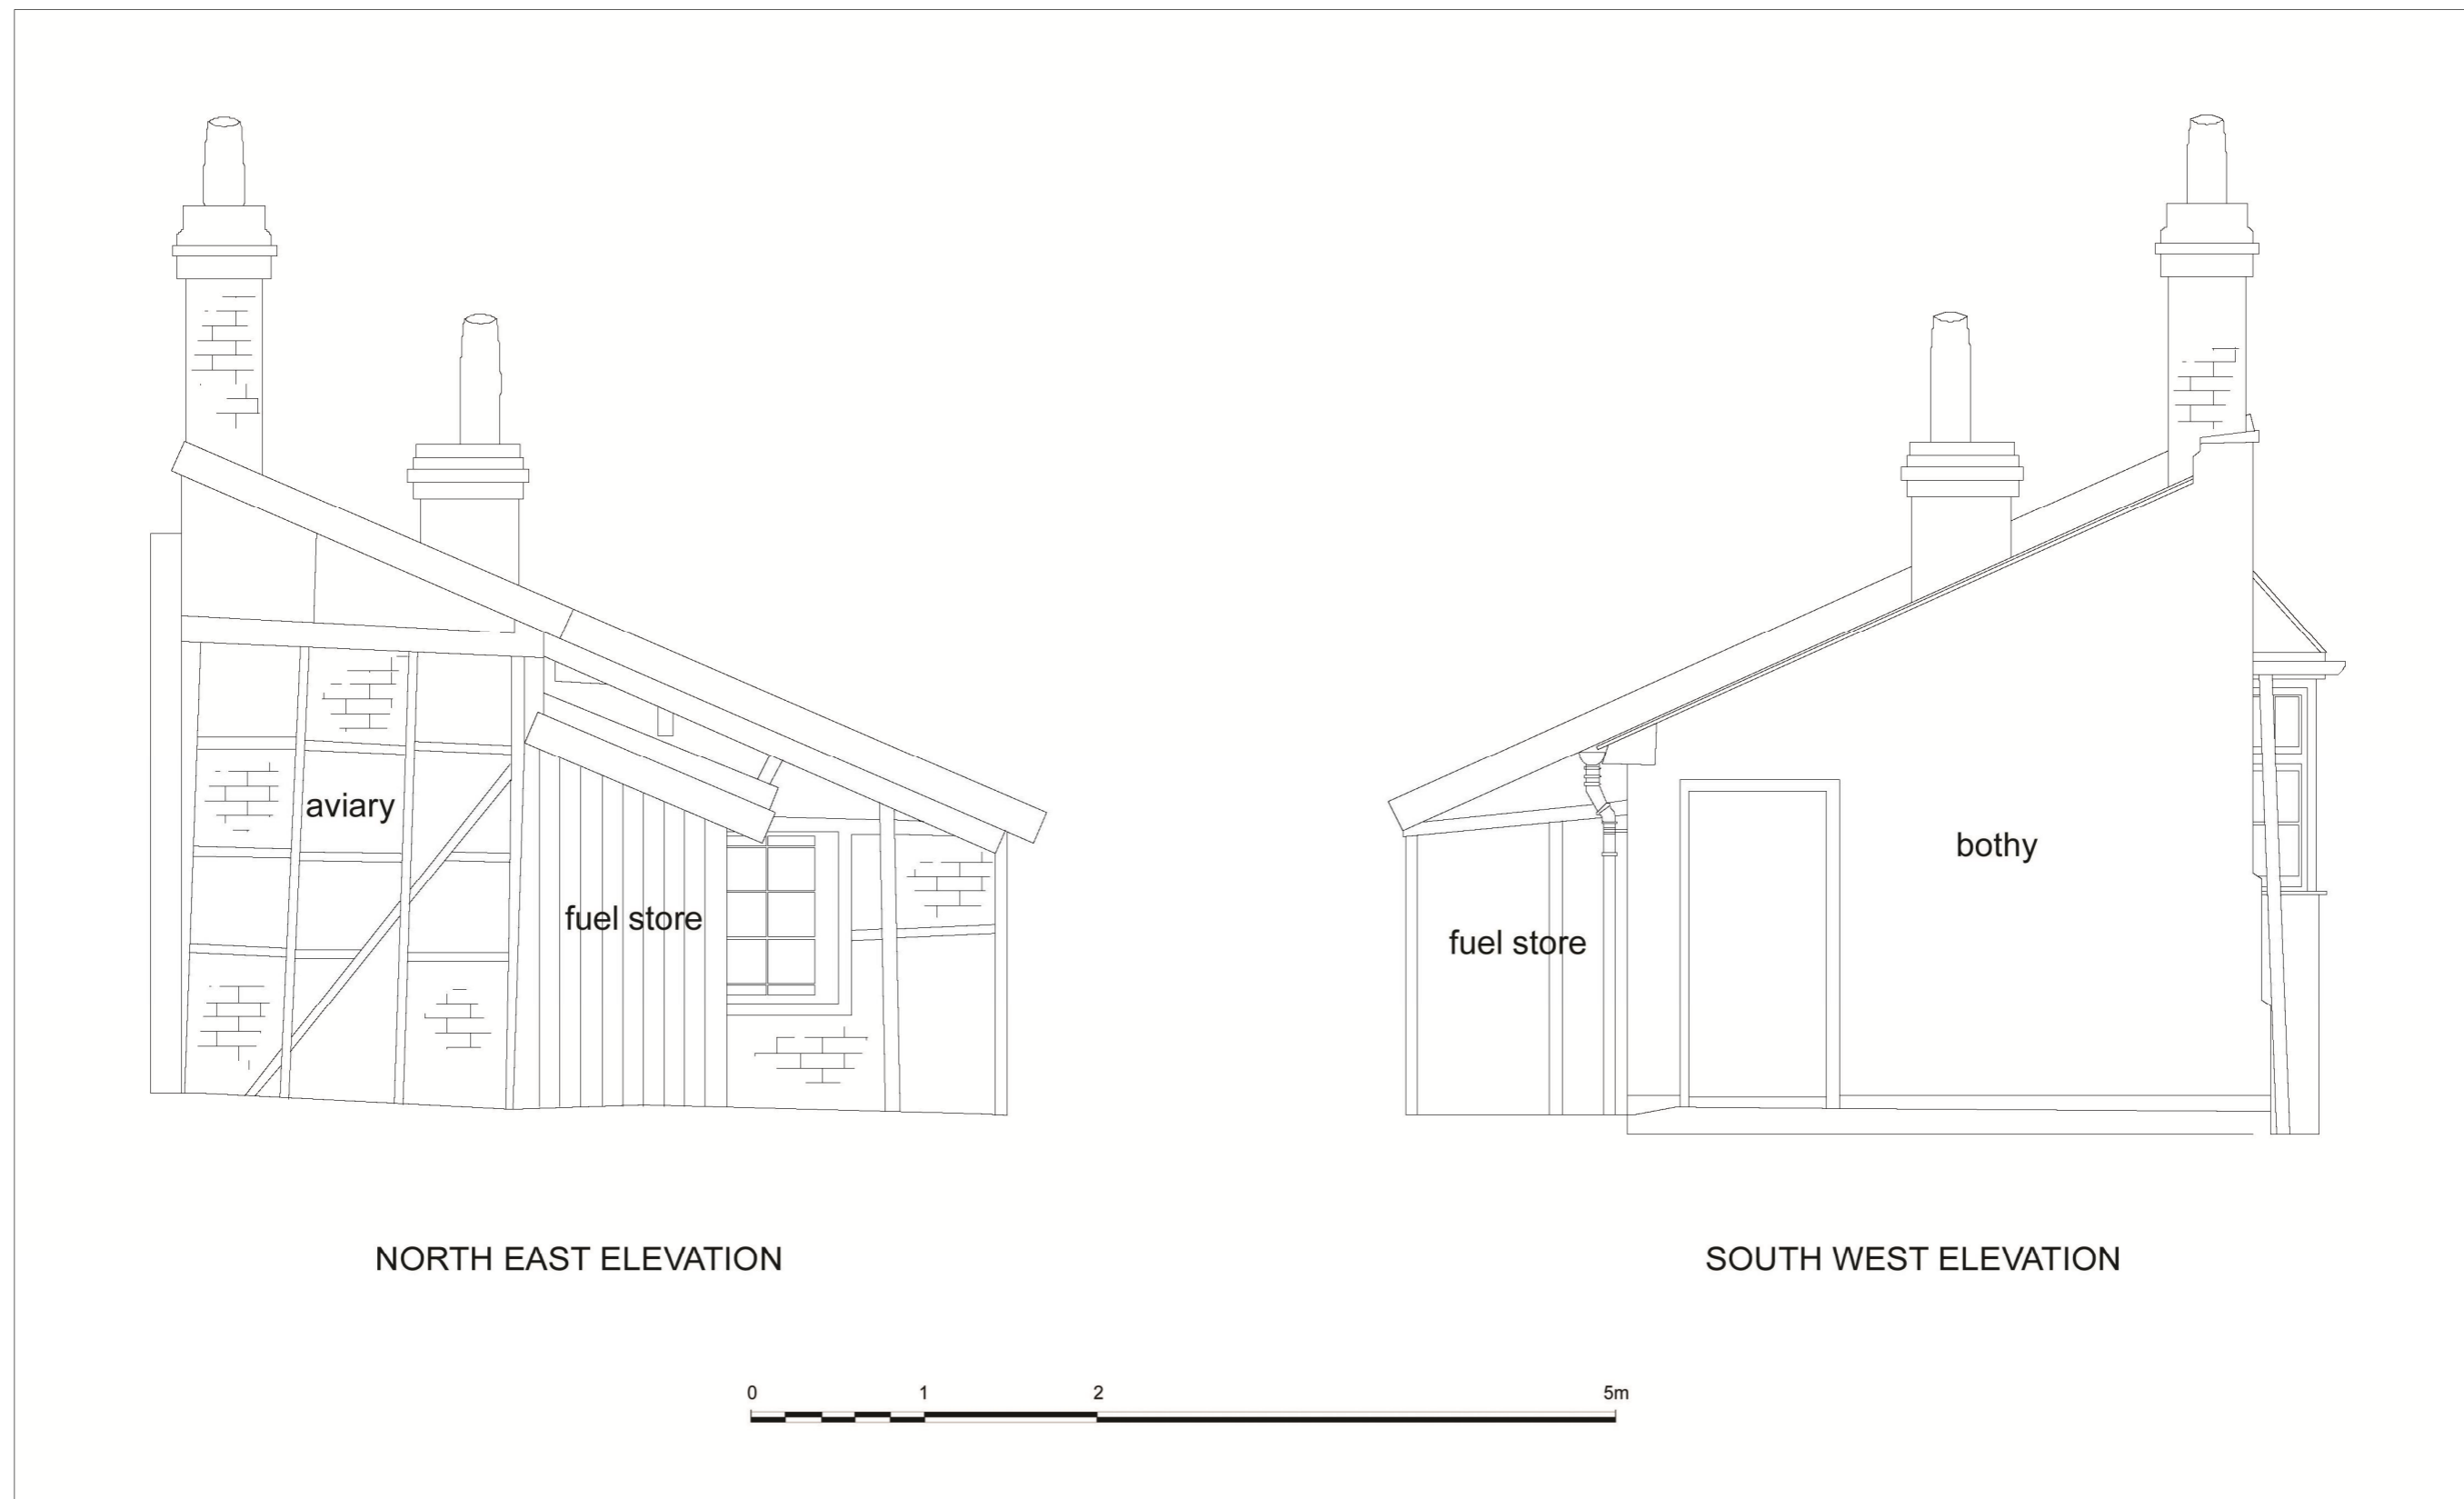 aviary
fuel store
bothy
fuel store
NORTH EAST ELEVATION
SOUTH WEST ELEVATION
0 1 2 5m